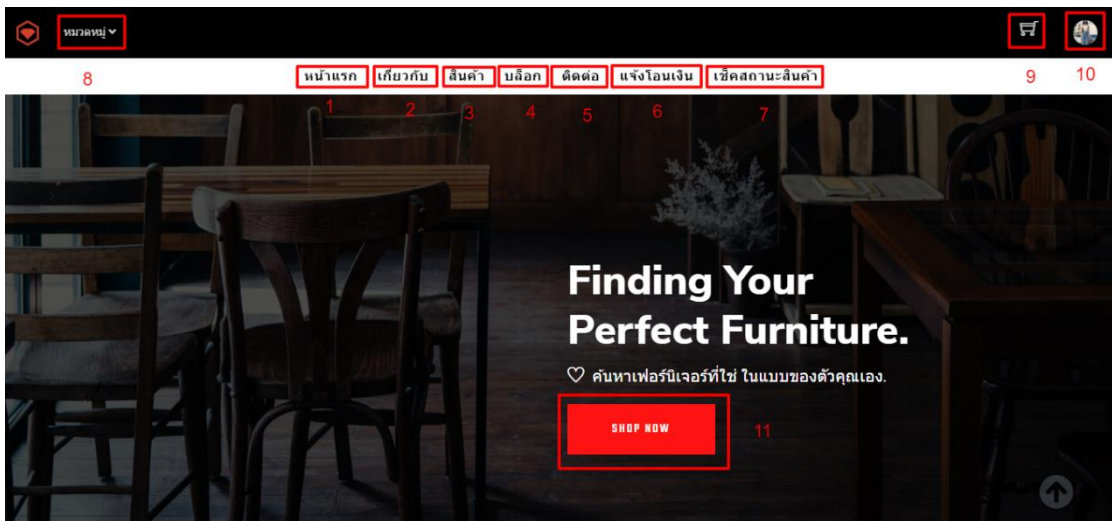 หมวดหมู่
8
หน้าแรก เกี่ยวกับ สินค้า บล็อก ติดต่อ แจ้งโอนเงิน เช็คสถานะสินค้า
9 10
1 2 3 4 5 6 7
Finding Your
Perfect Furniture.
♡ ค้นหาเฟอร์นิเจอร์ที่ใช่ ในแบบของตัวคุณเอง.
SHOP NOW 11